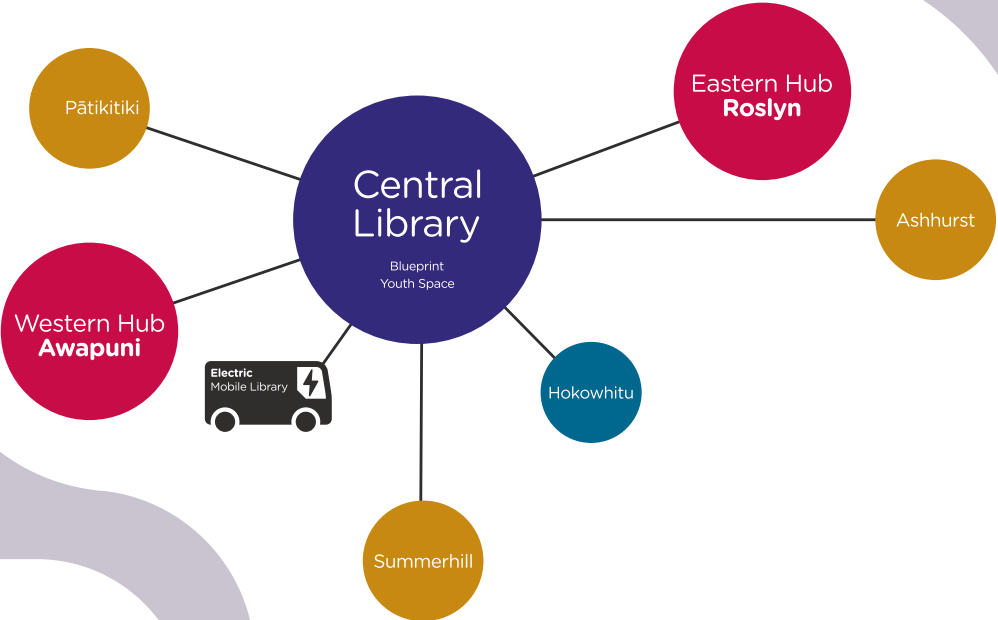 Pātikitiki
Eastern Hub
Roslyn
Central
Library
Blueprint
Youth Space
Ashhurst
Western Hub
Awapuni
Electric
Mobile Library
Hokowhitu
Summerhill